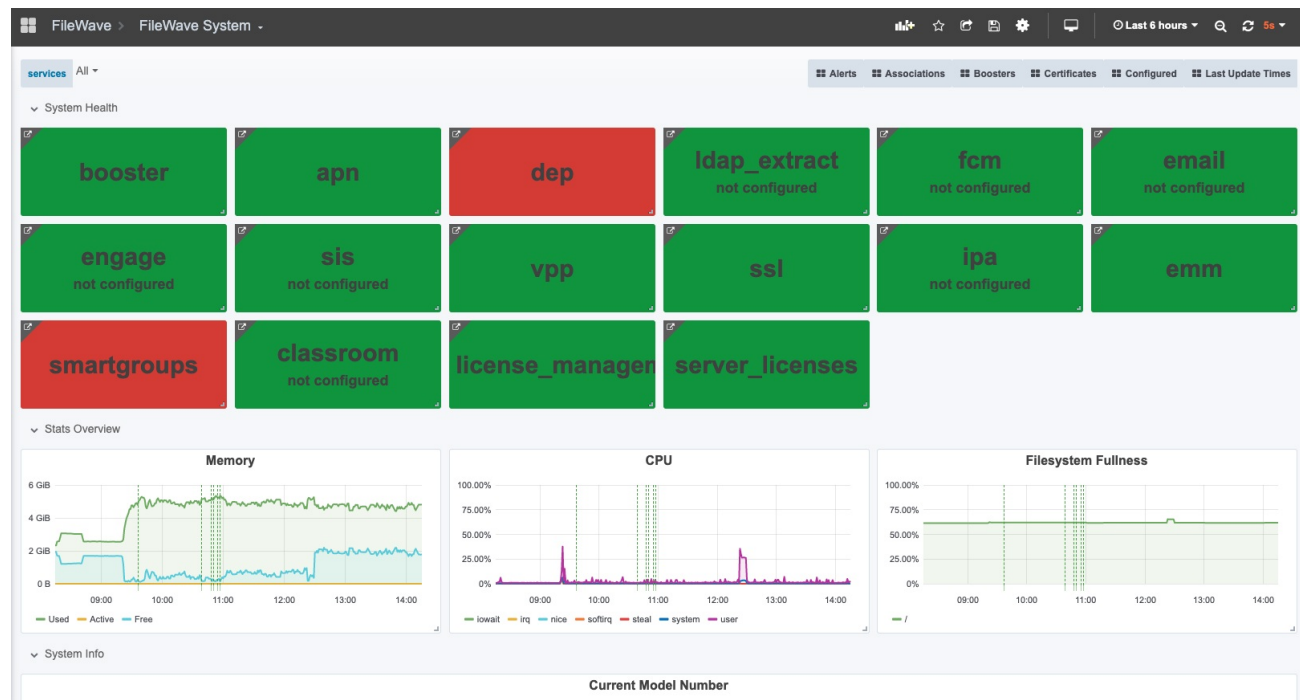 FileWave > FileWave System
Last 6 hours 5s
services All
Alerts Associations Boosters Certificates Configured Last Update Times
System Health
booster
apn
dep
ldap_extract
not configured
fcm
not configured
email
not configured
engage
not configured
sis
not configured
vpp
ssl
ipa
not configured
emm
smartgroups
classroom
not configured
license_managen
server_licenses
Stats Overview
Memory
6 GiB
4 GiB
2 GiB
0 B
09:00 10:00 11:00 12:00 13:00 14:00
Used Active Free
CPU
100.00%
75.00%
50.00%
25.00%
0%
09:00 10:00 11:00 12:00 13:00 14:00
iowait irq nice softirq steal system user
Filesystem Fullness
100.00%
75.00%
50.00%
25.00%
0%
09:00 10:00 11:00 12:00 13:00 14:00
/
System Info
Current Model Number